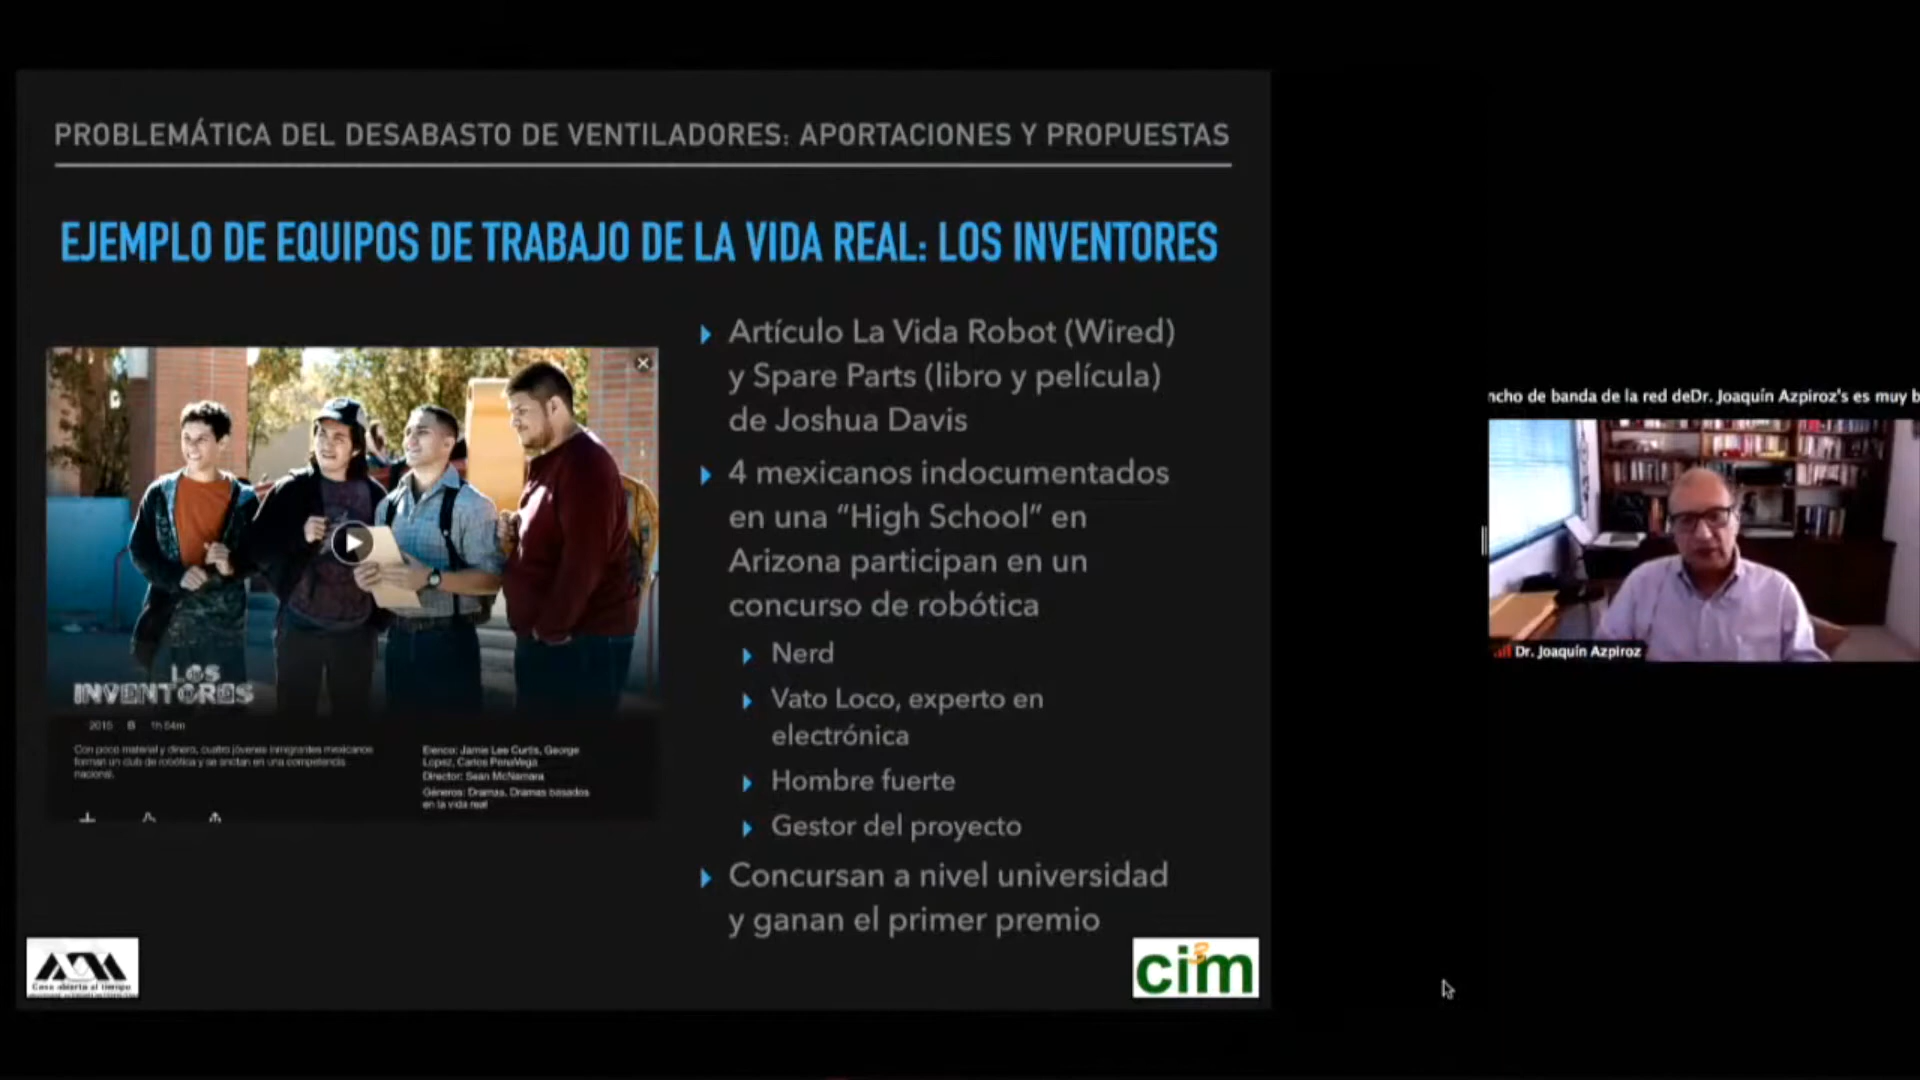 PROBLEMÁTICA DEL DESABASTO DE VENTILADORES: APORTACIONES Y PROPUESTAS
EJEMPLO DE EQUIPOS DE TRABAJO DE LA VIDA REAL: LOS INVENTORES
LOS
INVENTORES
2015 B 1h 54m
Con poco material y dinero, cuatro jóvenes inmigrantes mexicanos
forman un club de robótica y se anotan en una competencia
nacional.
Elenco: Jamie Lee Curtis, George
Lopez, Carlos PenaVega
Director: Sean McNamara
Géneros: Dramas, Dramas basados
en la vida real
Artículo La Vida Robot (Wired)
y Spare Parts (libro y película)
de Joshua Davis
4 mexicanos indocumentados
en una “High School” en
Arizona participan en un
concurso de robótica
Nerd
Vato Loco, experto en
electrónica
Hombre fuerte
Gestor del proyecto
Concursan a nivel universidad
y ganan el primer premio
Casa abierta al tiempo
ci3m
ncho de banda de la red deDr. Joaquín Azpiroz's es muy b
Dr. Joaquín Azpiroz